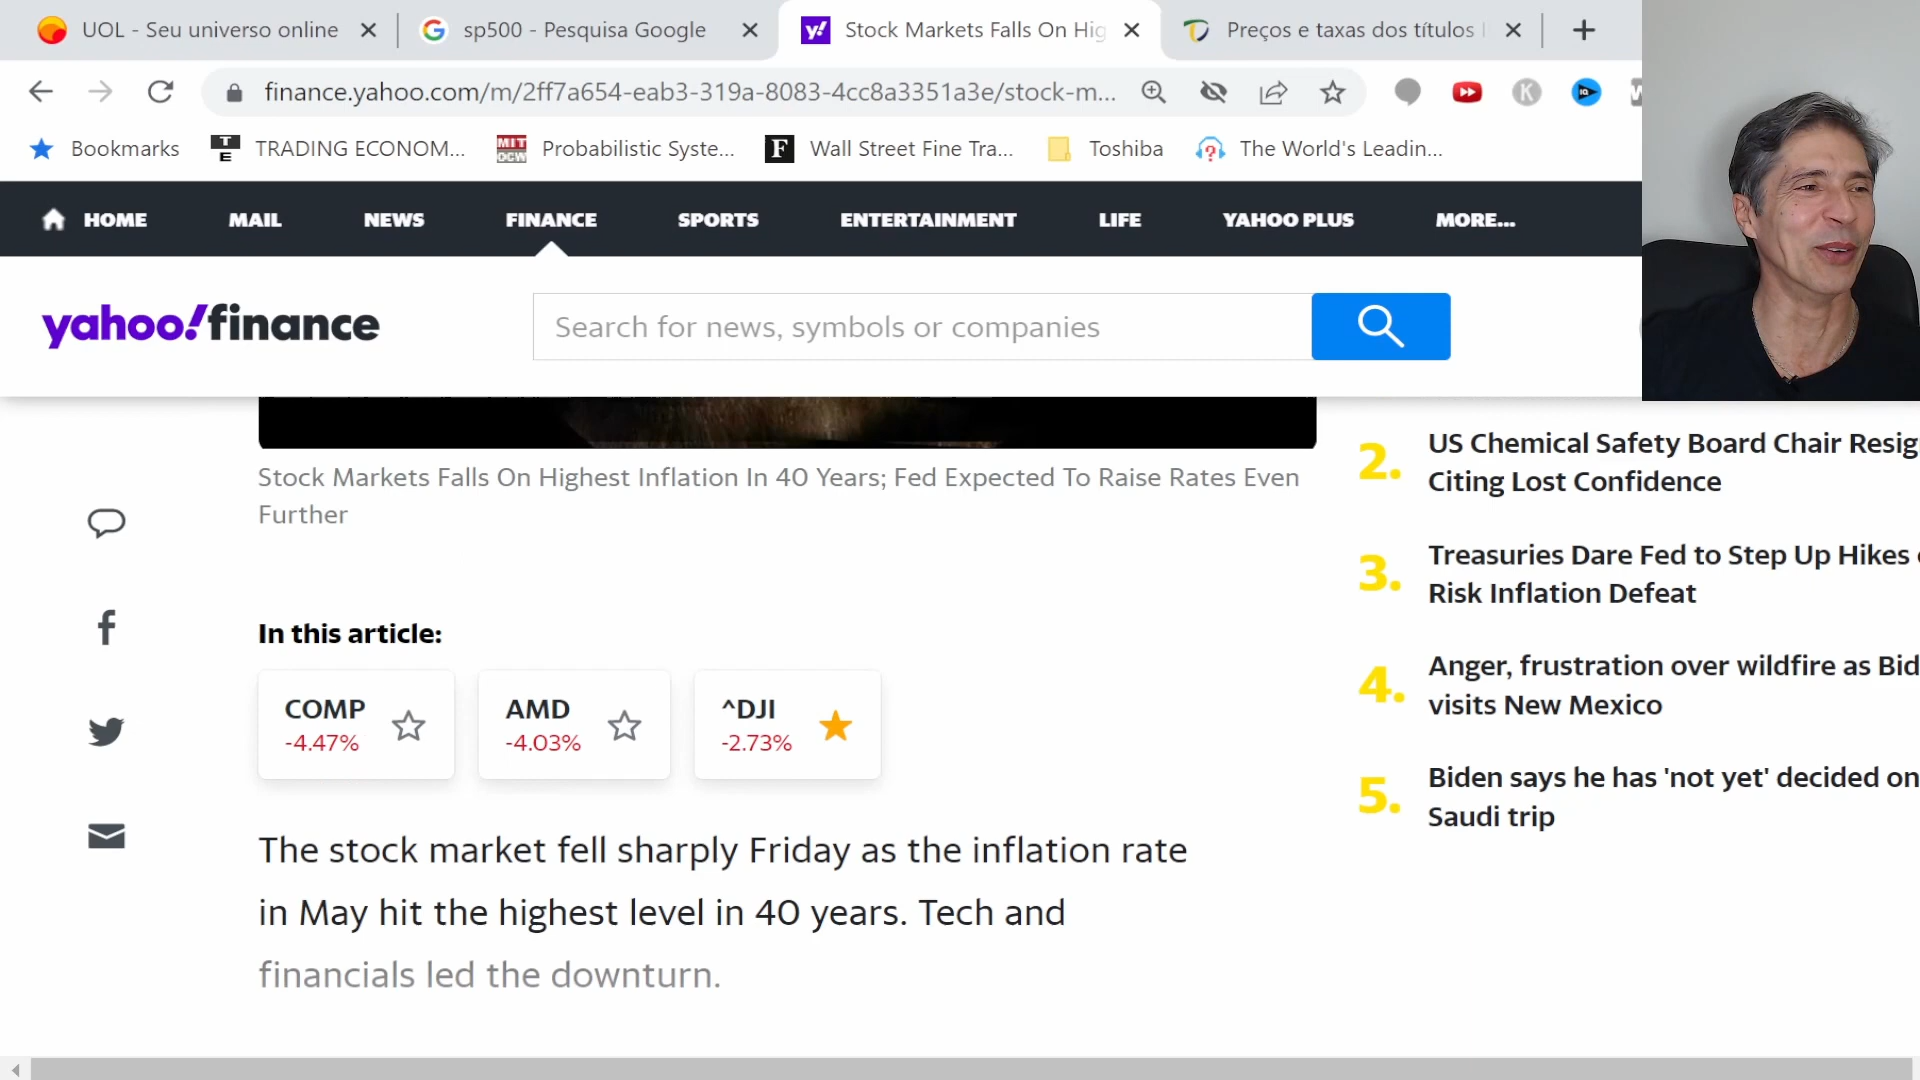 UOL - Seu universo online
sp500 - Pesquisa Google
Stock Markets Falls On Hig
Preços e taxas dos títulos
finance.yahoo.com/m/2ff7a654-eab3-319a-8083-4cc8a3351a3e/stock-m...
K
IQ
Bookmarks
TE
TRADING ECONOM...
MIT
OCW
Probabilistic Syste...
F
Wall Street Fine Tra...
Toshiba
The World's Leadin...
HOME
MAIL
NEWS
FINANCE
SPORTS
ENTERTAINMENT
LIFE
YAHOO PLUS
MORE...
yahoo!finance
Search for news, symbols or companies
Stock Markets Falls On Highest Inflation In 40 Years; Fed Expected To Raise Rates Even
Further
In this article:
COMP
-4.47%
AMD
-4.03%
^DJI
-2.73%
The stock market fell sharply Friday as the inflation rate
in May hit the highest level in 40 years. Tech and
financials led the downturn.
2.
US Chemical Safety Board Chair Resig
Citing Lost Confidence
3.
Treasuries Dare Fed to Step Up Hikes
Risk Inflation Defeat
4.
Anger, frustration over wildfire as Bid
visits New Mexico
5.
Biden says he has 'not yet' decided on
Saudi trip